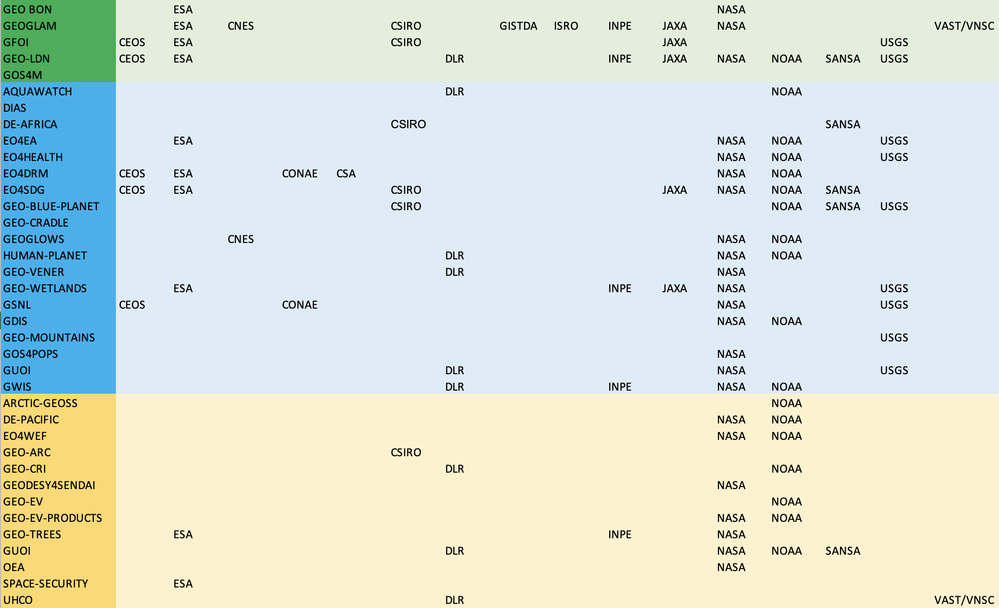 GEO BON ESA NASA
GEOGLAM ESA CNES CSIRO GISTDA ISRO INPE JAXA NASA VAST/VNSC
GFOI CEOS ESA CSIRO JAXA USGS
GEO-LDN CEOS ESA DLR INPE JAXA NASA NOAA SANSA USGS
GOS4M
AQUAWATCH DLR NOAA
DIAS
DE-AFRICA CSIRO SANSA
EO4EA ESA NASA NOAA USGS
EO4HEALTH NASA NOAA USGS
EO4DRM CEOS ESA CONAE CSA NASA NOAA
EO4SDG CEOS ESA CSIRO JAXA NASA NOAA SANSA
GEO-BLUE-PLANET CSIRO NOAA SANSA USGS
GEO-CRADLE
GEOGLOWS CNES NASA NOAA
HUMAN-PLANET DLR NASA NOAA
GEO-VENER DLR NASA
GEO-WETLANDS ESA INPE JAXA NASA USGS
GSNL CEOS CONAE NASA USGS
GDIS NASA NOAA
GEO-MOUNTAINS USGS
GOS4POPS NASA
GUOI DLR NASA USGS
GWIS DLR INPE NASA NOAA
ARCTIC-GEOSS NOAA
DE-PACIFIC NASA NOAA
EO4WEF NASA NOAA
GEO-ARC CSIRO
GEO-CRI DLR NOAA
GEODESY4SENDAI NASA
GEO-EV NOAA
GEO-EV-PRODUCTS NASA NOAA
GEO-TREES ESA INPE NASA
GUOI DLR NASA NOAA SANSA
OEA NASA
SPACE-SECURITY ESA
UHCO DLR VAST/VNSC